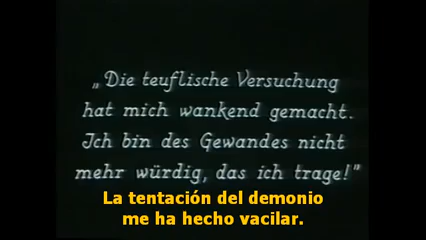 „Die teuflische Versuchung
hat mich wankend gemacht.
Ich bin des Gewandes nicht
mehr würdig, das ich trage!"
La tentación del demonio
me ha hecho vacilar.